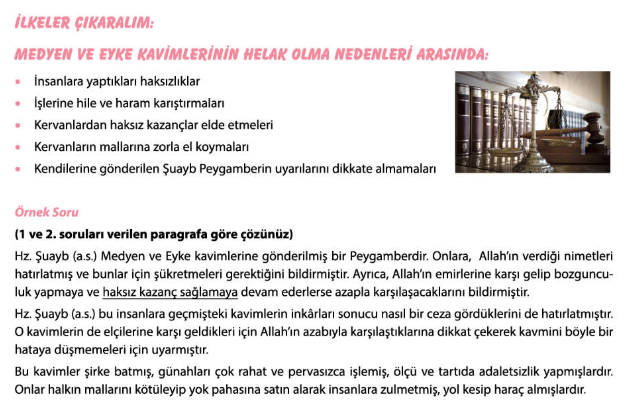 İLKELER ÇIKARALIM:
MEDYEN VE EYKE KAVİMLERİNİN HELAK OLMA NEDENLERİ ARASINDA:
• İnsanlara yaptıkları haksızlıklar
• İşlerine hile ve haram karıştırmaları
• Kervanlardan haksız kazançlar elde etmeleri
• Kervanların mallarına zorla el koymaları
• Kendilerine gönderilen Şuayb Peygamberin uyarılarını dikkate almamaları
Örnek Soru
(1 ve 2. soruları verilen paragrafa göre çözünüz)
Hz. Şuayb (a.s.) Medyen ve Eyke kavimlerine gönderilmiş bir Peygamberdir. Onlara, Allah’ın verdiği nimetleri
hatırlatmış ve bunlar için şükretmeleri gerektiğini bildirmiştir. Ayrıca, Allah’ın emirlerine karşı gelip bozguncu-
luk yapmaya ve haksız kazanç sağlamaya devam ederlerse azapla karşılaşacaklarını bildirmiştir.
Hz. Şuayb (a.s.) bu insanlara geçmişteki kavimlerin inkârları sonucu nasıl bir ceza gördüklerini de hatırlatmıştır.
O kavimlerin de elçilerine karşı geldikleri için Allah’ın azabıyla karşılaştıklarına dikkat çekerek kavmini böyle bir
hataya düşmemeleri için uyarmıştır.
Bu kavimler şirke batmış, günahları çok rahat ve pervasızca işlemiş, ölçü ve tartıda adaletsizlik yapmışlardır.
Onlar halkın mallarını kötüleyip yok pahasına satın alarak insanlara zulmetmiş, yol kesip haraç almışlardır.